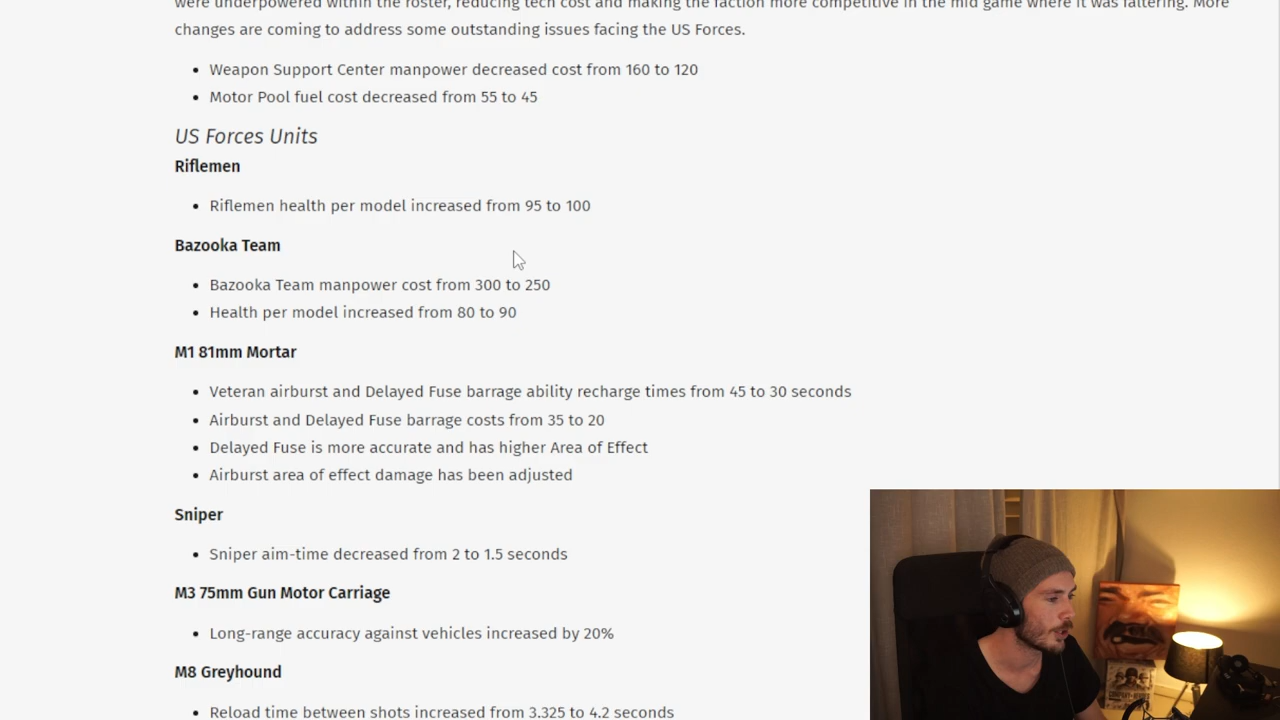 were underpowered within the roster, reducing tech cost and making the faction more competitive in the mid game where it was faltering. More
changes are coming to address some outstanding issues facing the US Forces.
• Weapon Support Center manpower decreased cost from 160 to 120
• Motor Pool fuel cost decreased from 55 to 45
US Forces Units
Riflemen
• Riflemen health per model increased from 95 to 100
Bazooka Team
• Bazooka Team manpower cost from 300 to 250
• Health per model increased from 80 to 90
M1 81mm Mortar
• Veteran airburst and Delayed Fuse barrage ability recharge times from 45 to 30 seconds
• Airburst and Delayed Fuse barrage costs from 35 to 20
• Delayed Fuse is more accurate and has higher Area of Effect
• Airburst area of effect damage has been adjusted
Sniper
• Sniper aim-time decreased from 2 to 1.5 seconds
M3 75mm Gun Motor Carriage
• Long-range accuracy against vehicles increased by 20%
M8 Greyhound
• Reload time between shots increased from 3.325 to 4.2 seconds